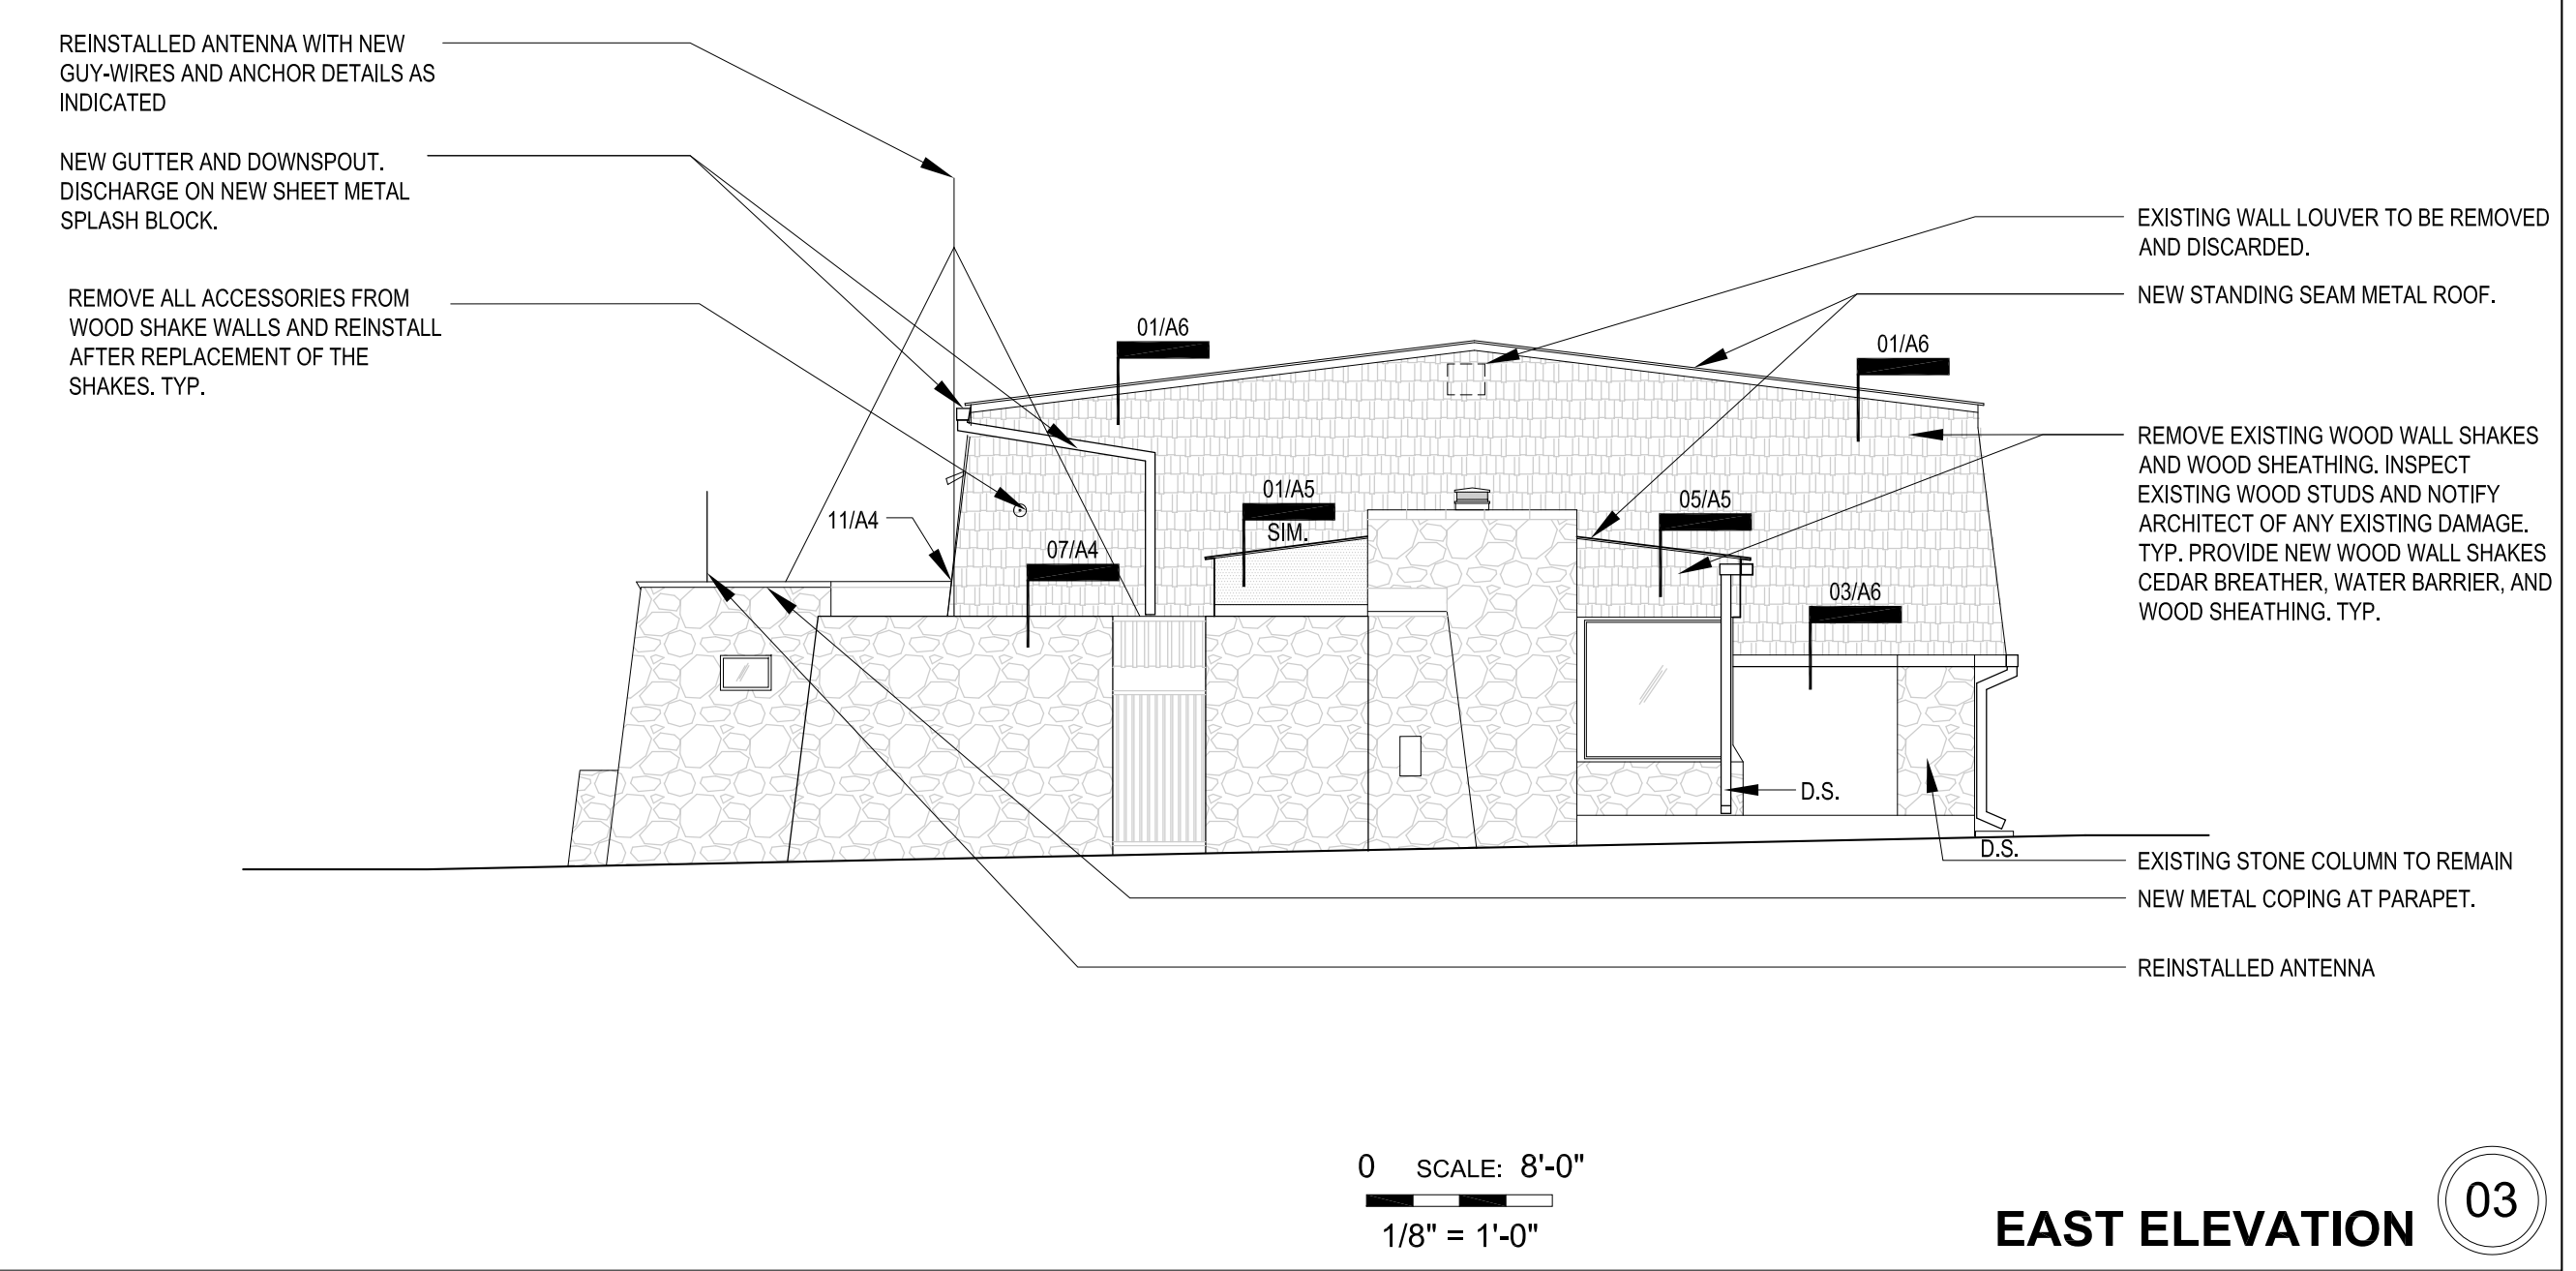 REINSTALLED ANTENNA WITH NEW
GUY-WIRES AND ANCHOR DETAILS AS
INDICATED
NEW GUTTER AND DOWNSPOUT.
DISCHARGE ON NEW SHEET METAL
SPLASH BLOCK.
REMOVE ALL ACCESSORIES FROM
WOOD SHAKE WALLS AND REINSTALL
AFTER REPLACEMENT OF THE
SHAKES. TYP.
01/A6
01/A6
01/A5
SIM.
05/A5
11/A4
07/A4
03/A6
D.S.
D.S.
EXISTING WALL LOUVER TO BE REMOVED
AND DISCARDED.
NEW STANDING SEAM METAL ROOF.
REMOVE EXISTING WOOD WALL SHAKES
AND WOOD SHEATHING. INSPECT
EXISTING WOOD STUDS AND NOTIFY
ARCHITECT OF ANY EXISTING DAMAGE.
TYP. PROVIDE NEW WOOD WALL SHAKES
CEDAR BREATHER, WATER BARRIER, AND
WOOD SHEATHING. TYP.
EXISTING STONE COLUMN TO REMAIN
NEW METAL COPING AT PARAPET.
REINSTALLED ANTENNA
0 SCALE: 8'-0"
1/8" = 1'-0"
EAST ELEVATION 03